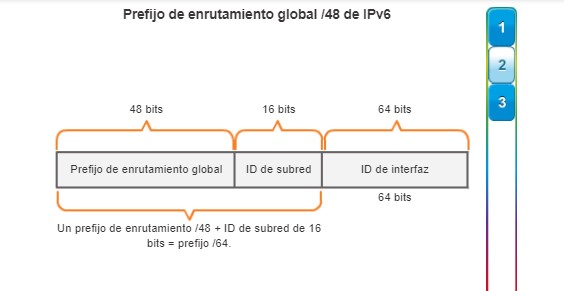 Prefijo de enrutamiento global /48 de IPv6
1
2
3
48 bits
16 bits
64 bits
Prefijo de enrutamiento global
ID de subred
ID de interfaz
64 bits
Un prefijo de enrutamiento /48 + ID de subred de 16
bits = prefijo /64.